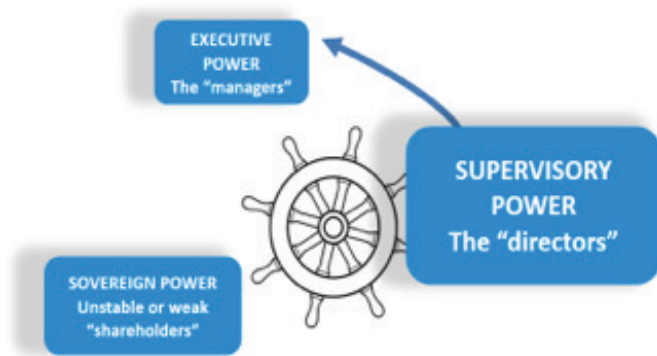 EXECUTIVE
POWER
The “managers”
SUPERVISORY
POWER
The “directors”
SOVEREIGN POWER
Unstable or weak
“shareholders”